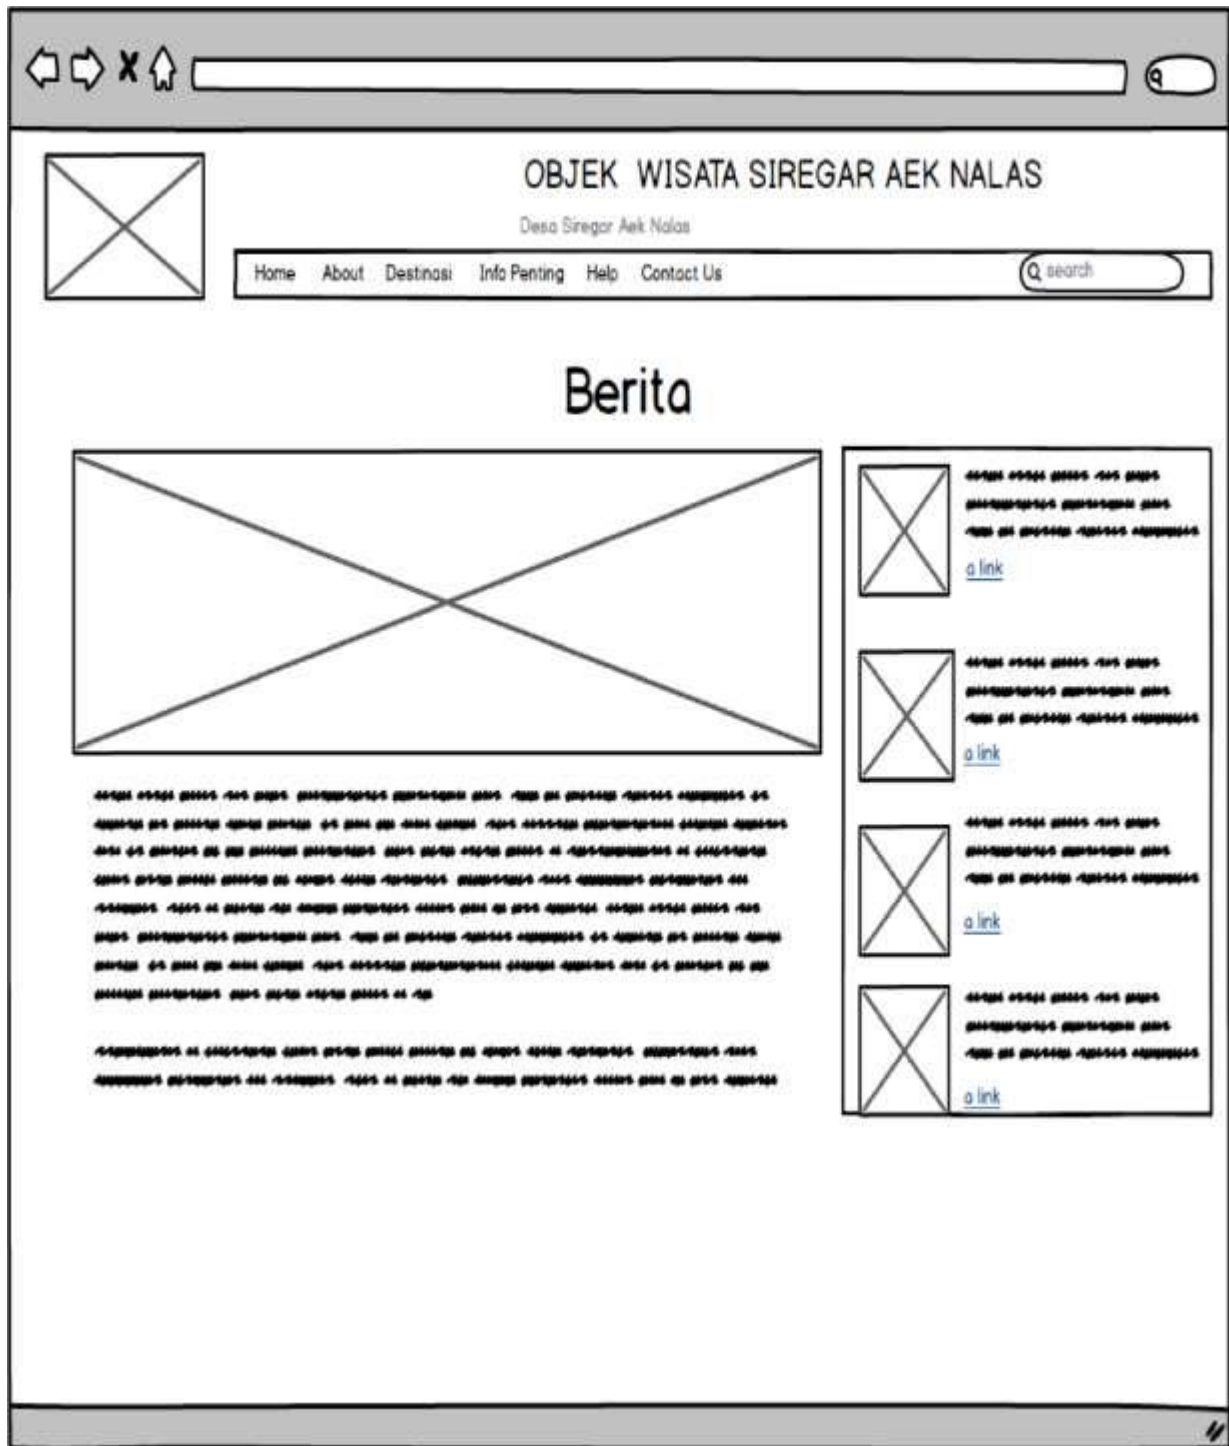 OBJEK WISATA SIREGAR AEK NALAS
Desa Siregar Aek Nalas
Home About Destinasi Info Penting Help Contact Us search
Berita
a link
a link
a link
a link